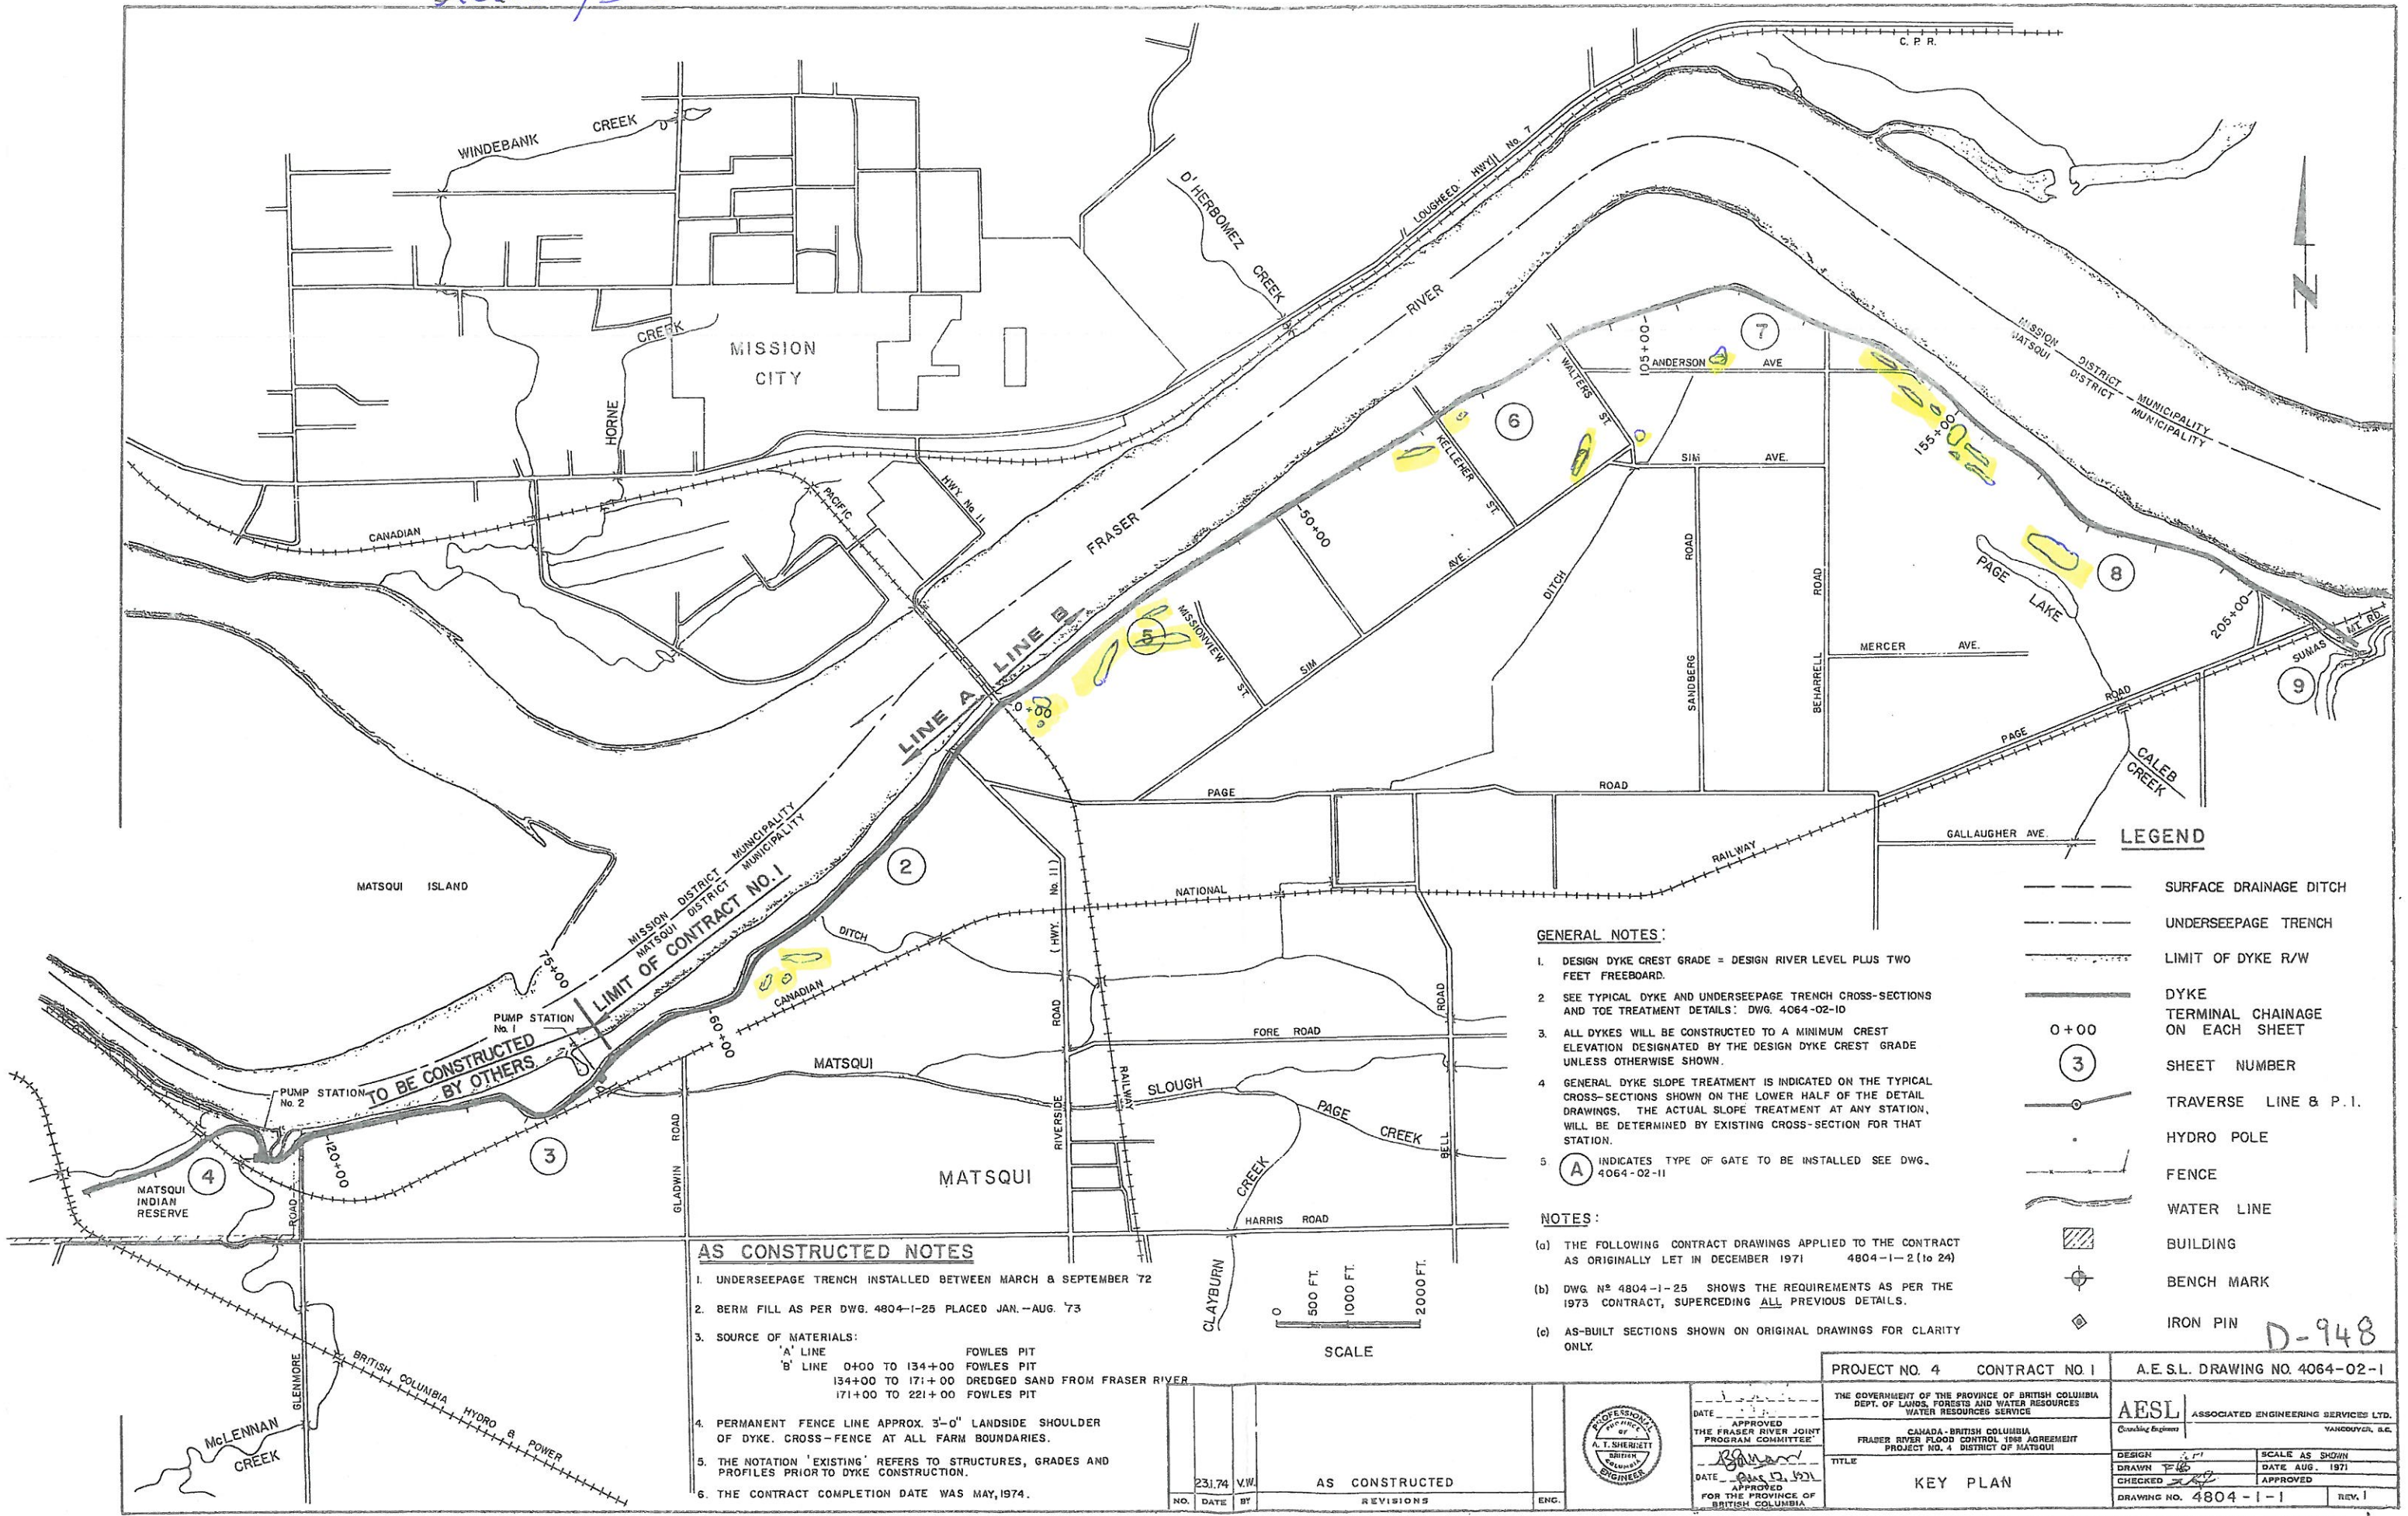 C. P. R.
WINDEBANK CREEK
D'HERBOMEZ CREEK
LOUGHEED HWY No. 7
HORNE CREEK
MISSION
CITY
FRASER RIVER
7
105+00
ANDERSON AVE
WALTERS ST.
6
KELLEHER ST.
SIM AVE.
155+00
MISSION DISTRICT MUNICIPALITY
MATSQUI DISTRICT MUNICIPALITY
HWY No. 11
CANADIAN PACIFIC
50+00
DITCH
SANDBERG ROAD
BEHARRELL ROAD
PAGE
LAKE
8
205+00
SUMAS MT. RD.
9
MERCER AVE.
LINE B
LINE A
0+00
5
MISSIONVIEW ST.
SIM AVE.
PAGE ROAD
PAGE ROAD
CALEB
CREEK
GALLAUGHER AVE.
RAILWAY
NATIONAL
CANADIAN
MATSQUI ISLAND
MISSION DISTRICT MUNICIPALITY
MATSQUI DISTRICT MUNICIPALITY
LIMIT OF CONTRACT NO. 1
2
DITCH
75+00
60+00
PUMP STATION
No. 1
PUMP STATION
No. 2
TO BE CONSTRUCTED
BY OTHERS
120+00
3
4
MATSQUI
INDIAN
RESERVE
ROAD
GLENMORE
GLADWIN ROAD
MATSQUI SLOUGH
FORE ROAD
RIVERSIDE ROAD (HWY. No. 11)
RAILWAY
PAGE CREEK
BELL ROAD
MATSQUI
HARRIS ROAD
CLAYBURN CREEK
BRITISH COLUMBIA HYDRO & POWER
McLENNAN
CREEK
LEGEND
SURFACE DRAINAGE DITCH
UNDERSEEPAGE TRENCH
LIMIT OF DYKE R/W
DYKE
0+00 TERMINAL CHAINAGE
ON EACH SHEET
3 SHEET NUMBER
TRAVERSE LINE & P.I.
HYDRO POLE
FENCE
WATER LINE
BUILDING
BENCH MARK
IRON PIN
D-948
GENERAL NOTES:
1. DESIGN DYKE CREST GRADE = DESIGN RIVER LEVEL PLUS TWO
FEET FREEBOARD.
2 SEE TYPICAL DYKE AND UNDERSEEPAGE TRENCH CROSS-SECTIONS
AND TOE TREATMENT DETAILS: DWG. 4064-02-10
3. ALL DYKES WILL BE CONSTRUCTED TO A MINIMUM CREST
ELEVATION DESIGNATED BY THE DESIGN DYKE CREST GRADE
UNLESS OTHERWISE SHOWN.
4 GENERAL DYKE SLOPE TREATMENT IS INDICATED ON THE TYPICAL
CROSS-SECTIONS SHOWN ON THE LOWER HALF OF THE DETAIL
DRAWINGS. THE ACTUAL SLOPE TREATMENT AT ANY STATION,
WILL BE DETERMINED BY EXISTING CROSS-SECTION FOR THAT
STATION.
5 A INDICATES TYPE OF GATE TO BE INSTALLED SEE DWG.
4064-02-11
NOTES:
(a) THE FOLLOWING CONTRACT DRAWINGS APPLIED TO THE CONTRACT
AS ORIGINALLY LET IN DECEMBER 1971 4804-1-2 (to 24)
(b) DWG. Nº 4804-1-25 SHOWS THE REQUIREMENTS AS PER THE
1973 CONTRACT, SUPERCEDING ALL PREVIOUS DETAILS.
(c) AS-BUILT SECTIONS SHOWN ON ORIGINAL DRAWINGS FOR CLARITY
ONLY.
AS CONSTRUCTED NOTES
1. UNDERSEEPAGE TRENCH INSTALLED BETWEEN MARCH & SEPTEMBER '72
2. BERM FILL AS PER DWG. 4804-1-25 PLACED JAN.-AUG. '73
3. SOURCE OF MATERIALS:
'A' LINE FOWLES PIT
'B' LINE 0+00 TO 134+00 FOWLES PIT
134+00 TO 171+00 DREDGED SAND FROM FRASER RIVER
171+00 TO 221+00 FOWLES PIT
4. PERMANENT FENCE LINE APPROX. 3'-0" LANDSIDE SHOULDER
OF DYKE. CROSS-FENCE AT ALL FARM BOUNDARIES.
5. THE NOTATION 'EXISTING' REFERS TO STRUCTURES, GRADES AND
PROFILES PRIOR TO DYKE CONSTRUCTION.
6. THE CONTRACT COMPLETION DATE WAS MAY, 1974.
0 500 FT. 1000 FT. 2000 FT.
SCALE
23.1.74 V.W. AS CONSTRUCTED
NO. DATE BY REVISIONS ENG.
PROFESSIONAL
PROVINCE
OF
A. T. SHERRETT
BRITISH
COLUMBIA
ENGINEER
DATE
APPROVED
THE FRASER RIVER JOINT
PROGRAM COMMITTEE
DATE Aug 12, 1971
APPROVED
FOR THE PROVINCE OF
BRITISH COLUMBIA
PROJECT NO. 4 CONTRACT NO. 1
THE GOVERNMENT OF THE PROVINCE OF BRITISH COLUMBIA
DEPT. OF LANDS, FORESTS AND WATER RESOURCES
WATER RESOURCES SERVICE
CANADA-BRITISH COLUMBIA
FRASER RIVER FLOOD CONTROL 1968 AGREEMENT
PROJECT NO. 4 DISTRICT OF MATSQUI
TITLE
KEY PLAN
A.E.S.L. DRAWING NO. 4064-02-1
AESL ASSOCIATED ENGINEERING SERVICES LTD.
Consulting Engineers VANCOUVER, B.C.
DESIGN SCALE AS SHOWN
DRAWN DATE AUG. 1971
CHECKED APPROVED
DRAWING NO. 4804-1-1 REV. 1